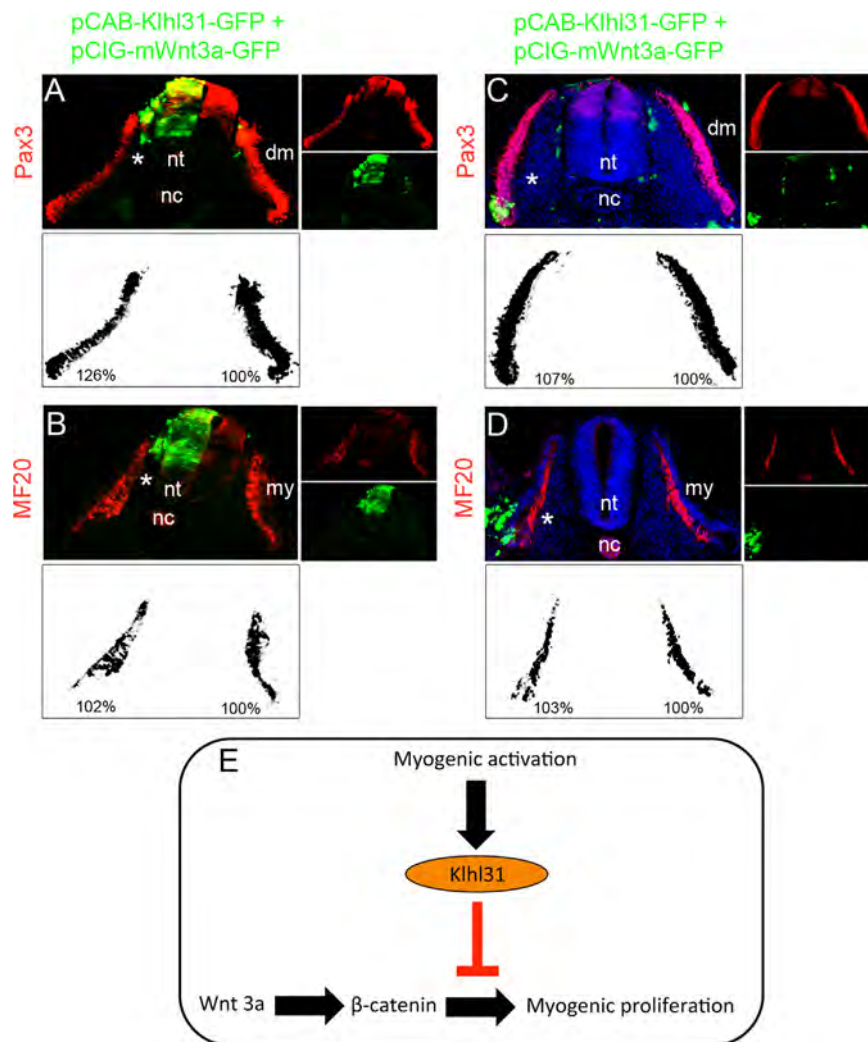 pCAB-Klhl31-GFP +
pCIG-mWnt3a-GFP
pCAB-Klhl31-GFP +
pCIG-mWnt3a-GFP
A
Pax3
*
nt
nc
dm
126%
100%
C
Pax3
*
nt
nc
dm
107%
100%
B
MF20
*
nt
nc
my
102%
100%
D
MF20
*
nt
nc
my
103%
100%
E
Myogenic activation
Klhl31
Wnt 3a
β-catenin
Myogenic proliferation